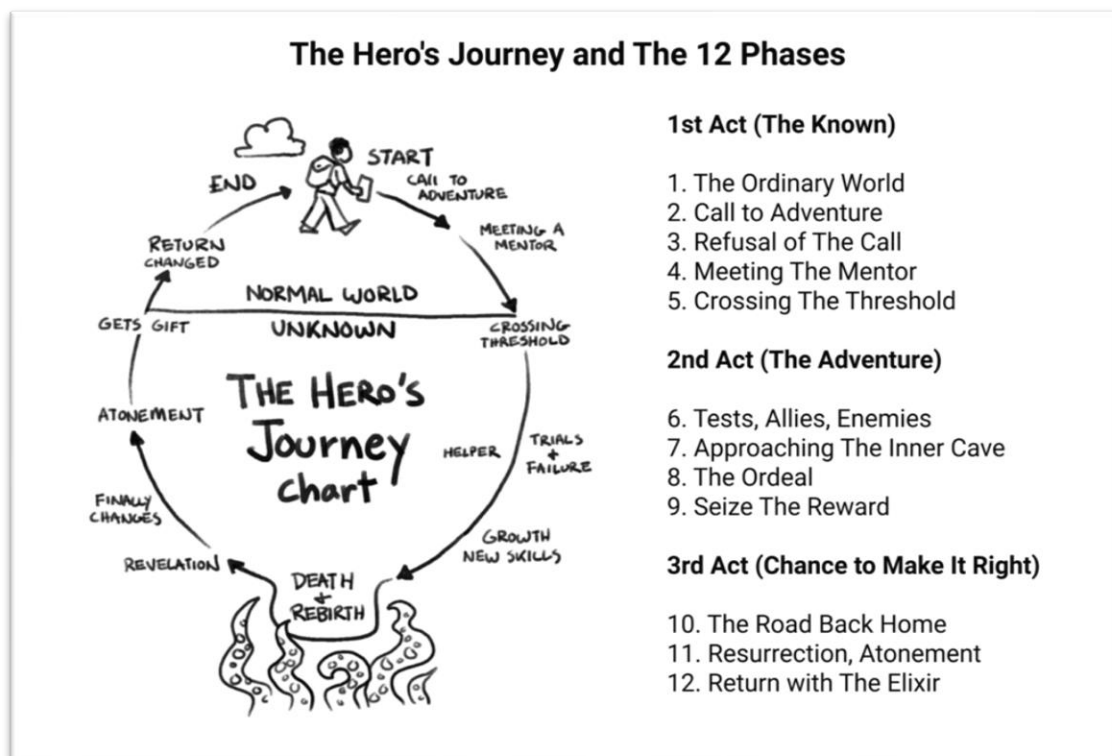 The Hero's Journey and The 12 Phases
START
CALL TO
ADVENTURE
MEETING A
MENTOR
CROSSING
THRESHOLD
TRIALS
+
FAILURE
HELPER
GROWTH
NEW SKILLS
DEATH
+
REBIRTH
REVELATION
FINALLY
CHANGES
ATONEMENT
GETS GIFT
RETURN
CHANGED
END
NORMAL WORLD
UNKNOWN
THE HERO'S
Journey
chart
1st Act (The Known)
1. The Ordinary World
2. Call to Adventure
3. Refusal of The Call
4. Meeting The Mentor
5. Crossing The Threshold
2nd Act (The Adventure)
6. Tests, Allies, Enemies
7. Approaching The Inner Cave
8. The Ordeal
9. Seize The Reward
3rd Act (Chance to Make It Right)
10. The Road Back Home
11. Resurrection, Atonement
12. Return with The Elixir